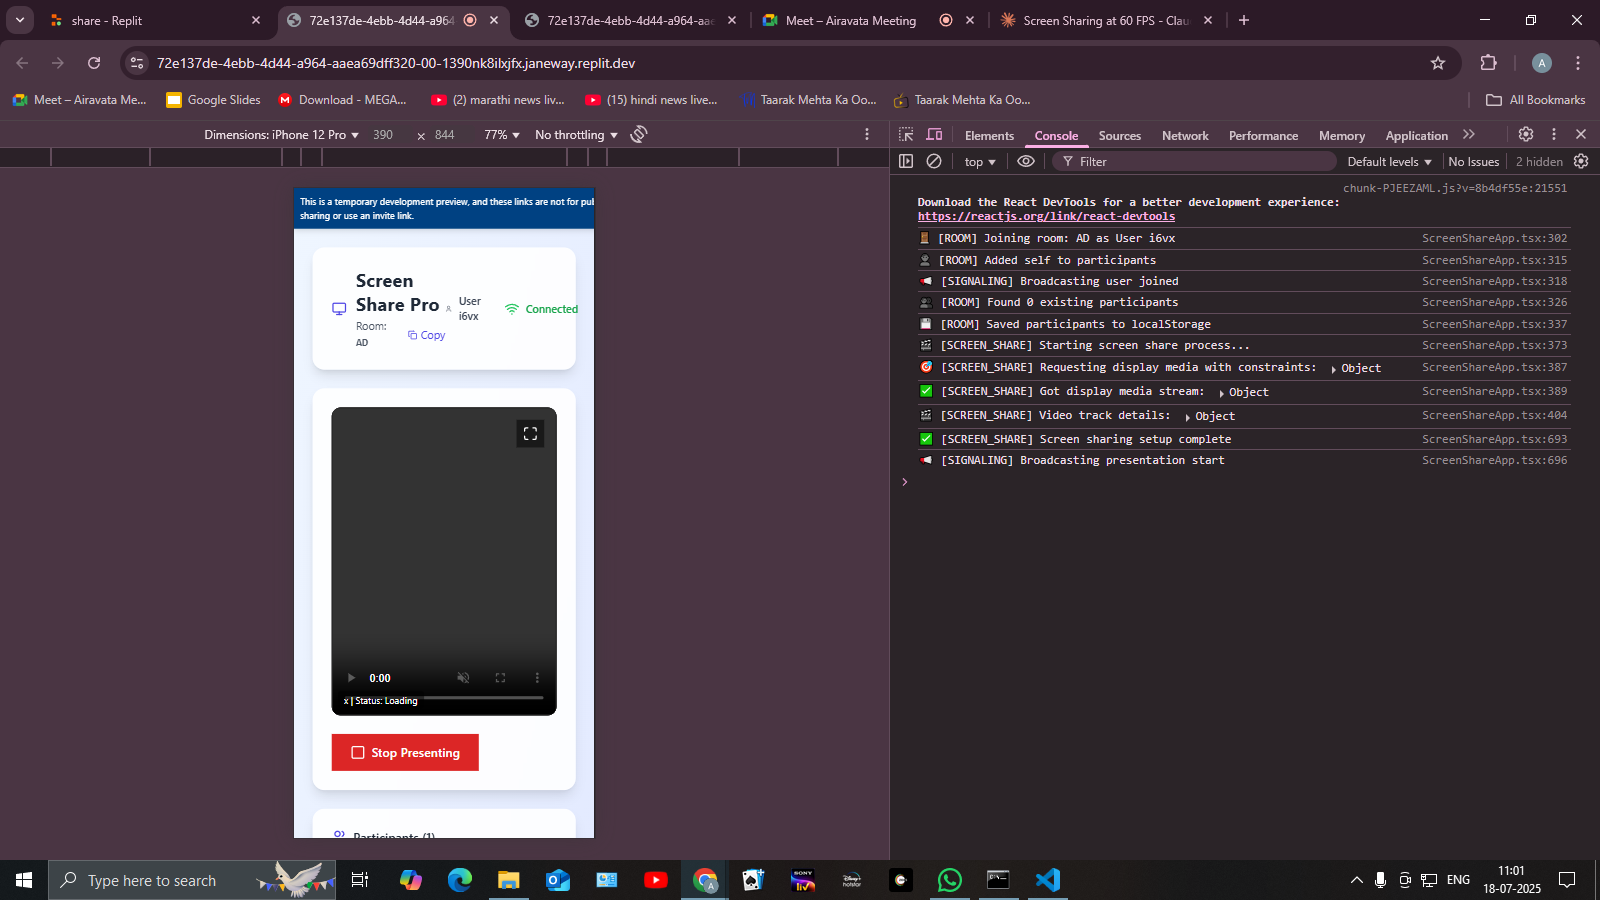 share - Replit
72e137de-4ebb-4d44-a964
72e137de-4ebb-4d44-a964-aae
Meet – Airavata Meeting
Screen Sharing at 60 FPS - Clau
72e137de-4ebb-4d44-a964-aaea69dff320-00-1390nk8ilxjfx.janeway.replit.dev
A
Meet – Airavata Me...
Google Slides
Download - MEGA...
(2) marathi news liv...
(15) hindi news live...
Taarak Mehta Ka Oo...
Taarak Mehta Ka Oo...
All Bookmarks
Dimensions: iPhone 12 Pro
390
x
844
77%
No throttling
Elements
Console
Sources
Network
Performance
Memory
Application
top
Filter
Default levels
No Issues
2 hidden
chunk-PJEEZAML.js?v=8b4df55e:21551
Download the React DevTools for a better development experience:
https://reactjs.org/link/react-devtools
[ROOM] Joining room: AD as User i6vx ScreenShareApp.tsx:302
[ROOM] Added self to participants ScreenShareApp.tsx:315
[SIGNALING] Broadcasting user joined ScreenShareApp.tsx:318
[ROOM] Found 0 existing participants ScreenShareApp.tsx:326
[ROOM] Saved participants to localStorage ScreenShareApp.tsx:337
[SCREEN_SHARE] Starting screen share process... ScreenShareApp.tsx:373
[SCREEN_SHARE] Requesting display media with constraints: Object ScreenShareApp.tsx:387
[SCREEN_SHARE] Got display media stream: Object ScreenShareApp.tsx:389
[SCREEN_SHARE] Video track details: Object ScreenShareApp.tsx:404
[SCREEN_SHARE] Screen sharing setup complete ScreenShareApp.tsx:693
[SIGNALING] Broadcasting presentation start ScreenShareApp.tsx:696
This is a temporary development preview, and these links are not for pub
sharing or use an invite link.
Screen
Share Pro
User
i6vx
Connected
Room:
AD
Copy
0:00
x | Status: Loading
Stop Presenting
Participants (1)
Type here to search
SONY
liv
hotstar
ENG
11:01
18-07-2025